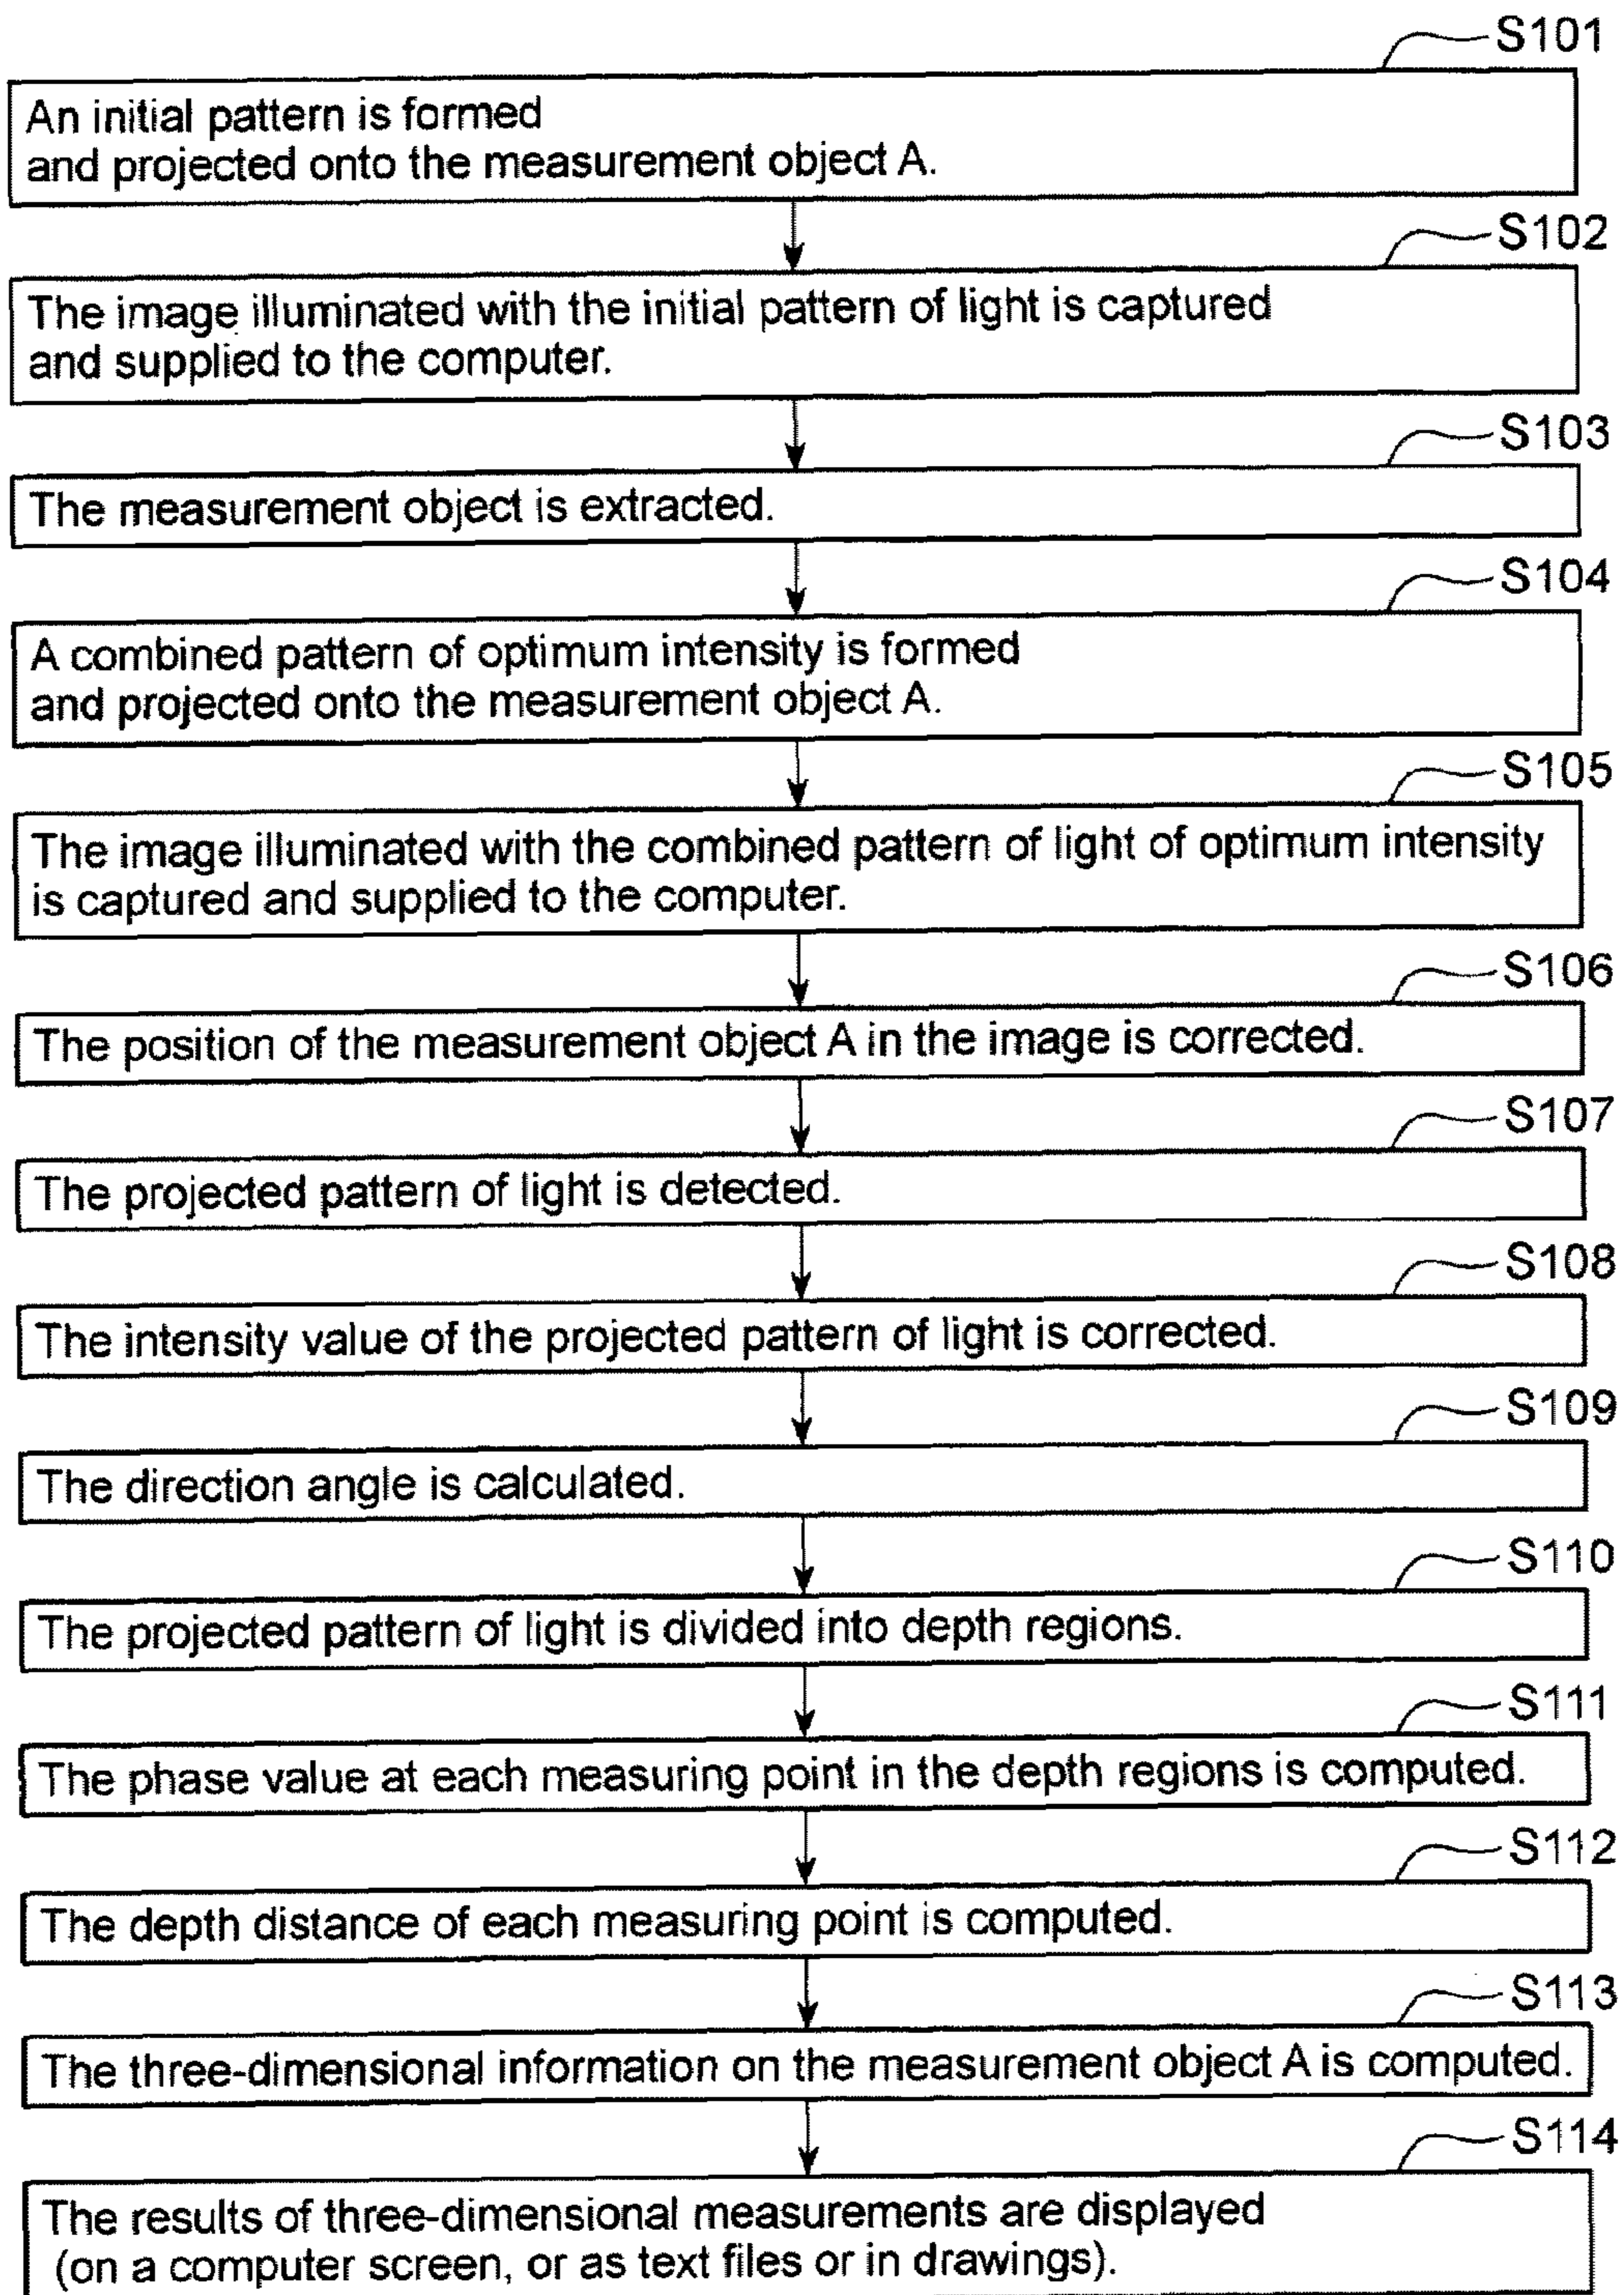 S101
An initial pattern is formed
and projected onto the measurement object A.
S102
The image illuminated with the initial pattern of light is captured
and supplied to the computer.
S103
The measurement object is extracted.
S104
A combined pattern of optimum intensity is formed
and projected onto the measurement object A.
S105
The image illuminated with the combined pattern of light of optimum intensity
is captured and supplied to the computer.
S106
The position of the measurement object A in the image is corrected.
S107
The projected pattern of light is detected.
S108
The intensity value of the projected pattern of light is corrected.
S109
The direction angle is calculated.
S110
The projected pattern of light is divided into depth regions.
S111
The phase value at each measuring point in the depth regions is computed.
S112
The depth distance of each measuring point is computed.
S113
The three-dimensional information on the measurement object A is computed.
S114
The results of three-dimensional measurements are displayed
(on a computer screen, or as text files or in drawings).